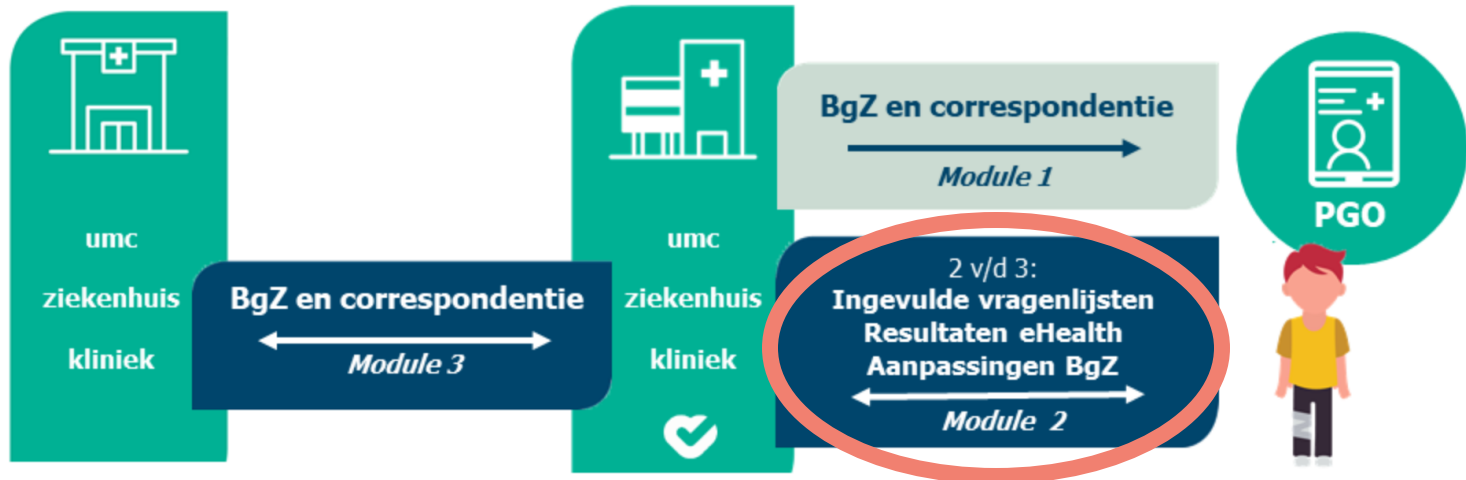 umc
ziekenhuis
kliniek
BgZ en correspondentie
Module 3
umc
ziekenhuis
kliniek
BgZ en correspondentie
Module 1
2 v/d 3:
Ingevulde vragenlijsten
Resultaten eHealth
Aanpassingen BgZ
Module 2
PGO